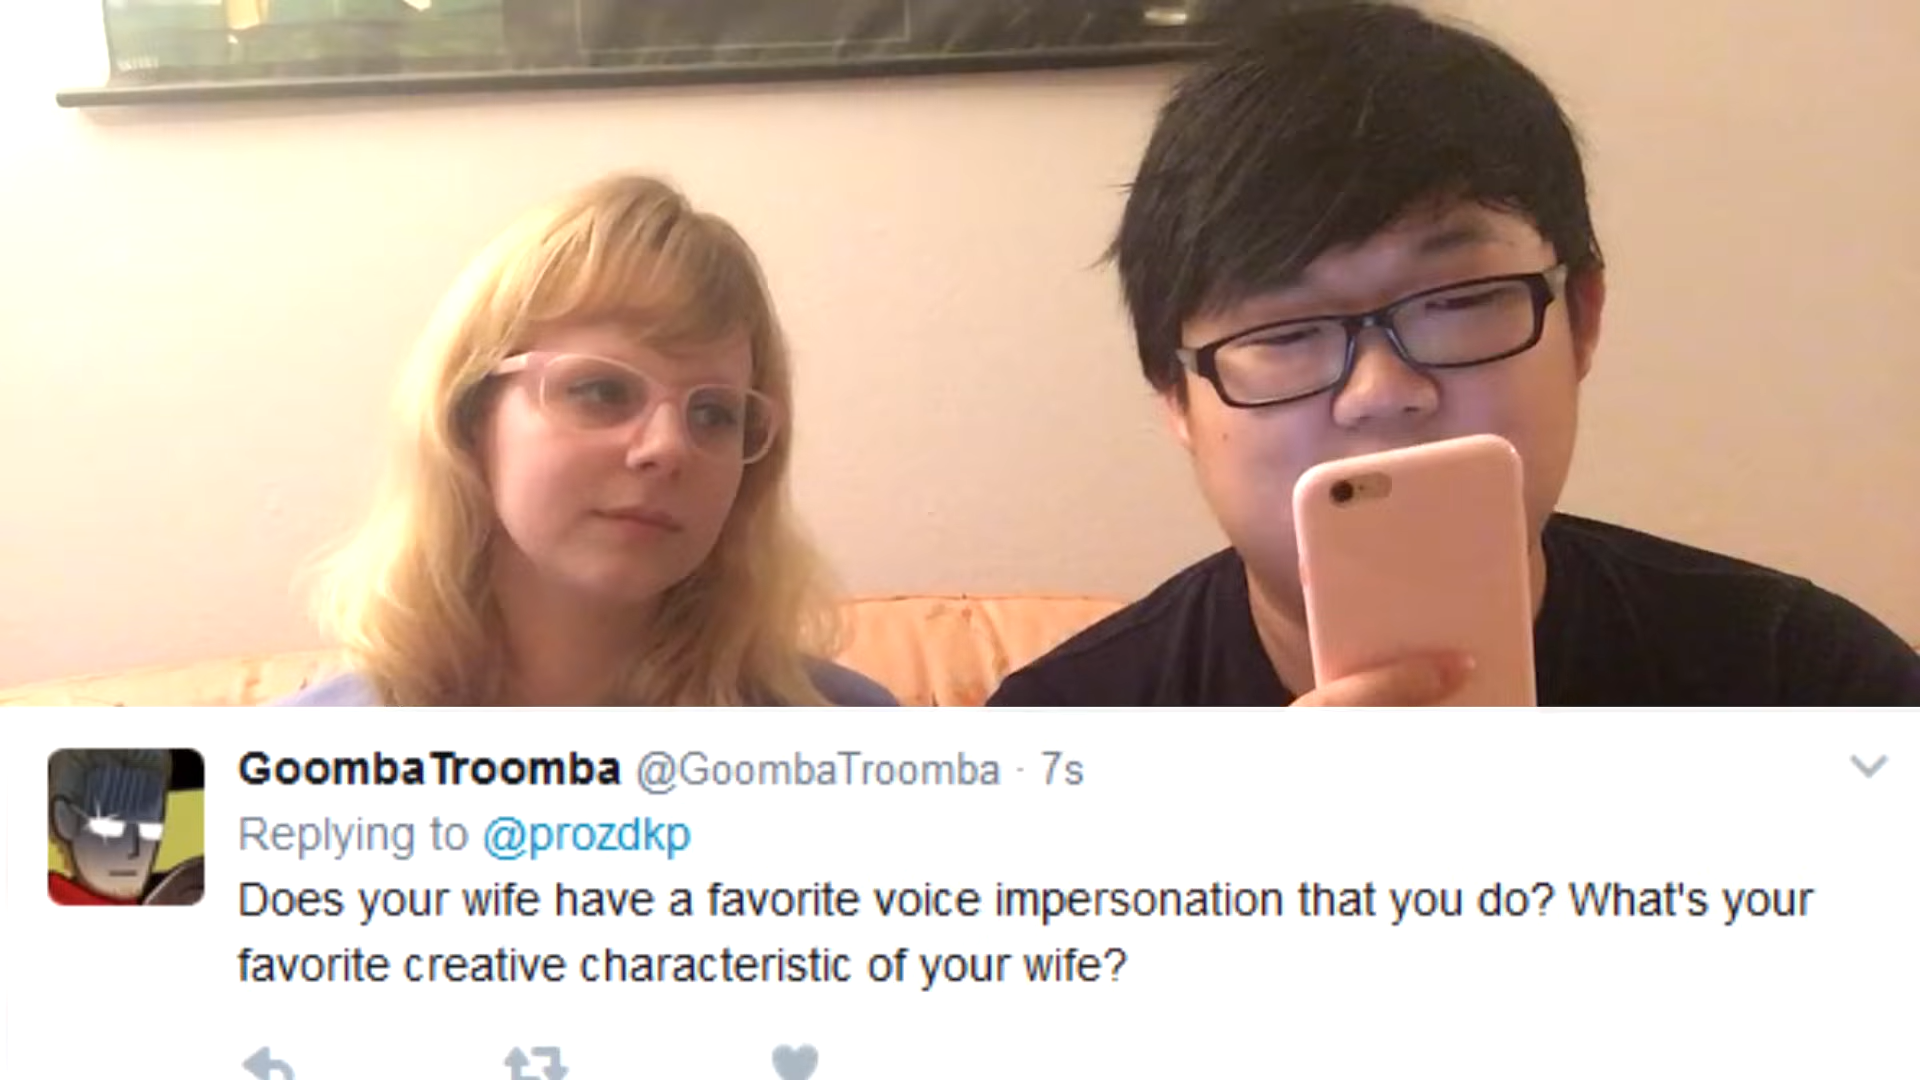 GoombaTroomba @GoombaTroomba · 7s
Replying to @prozdkp
Does your wife have a favorite voice impersonation that you do? What's your
favorite creative characteristic of your wife?